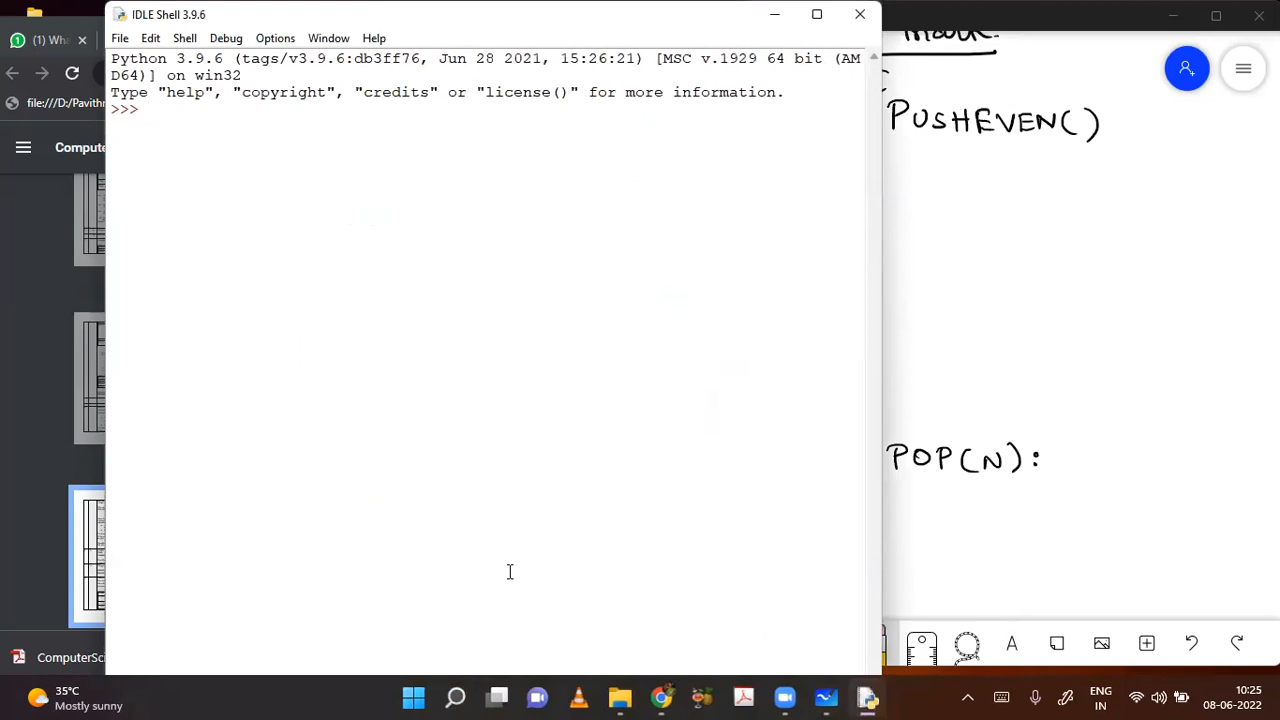 IDLE Shell 3.9.6
File Edit Shell Debug Options Window Help
Python 3.9.6 (tags/v3.9.6:db3ff76, Jun 28 2021, 15:26:21) [MSC v.1929 64 bit (AM
D64)] on win32
Type "help", "copyright", "credits" or "license()" for more information.
>>>
(1) Wha
file:///D:/Pavithr
Compute
ComputerSci
PUSHEVEN()
POP(N):
A
35°C
Mostly sunny
ENG
IN
10:25
08-06-2022